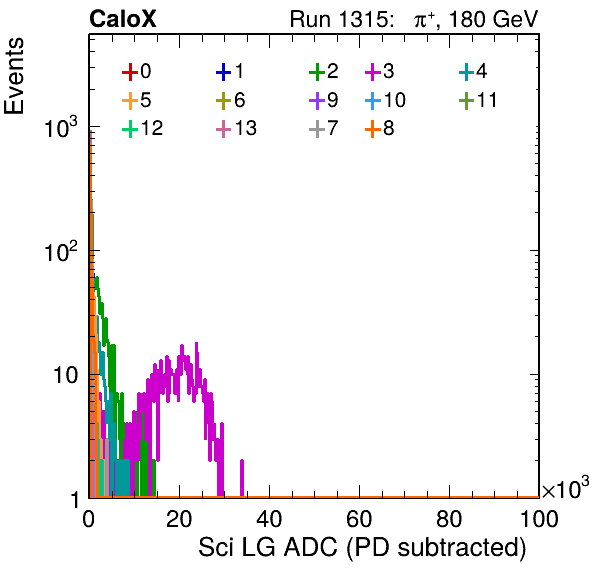 CaloX Run 1315: π⁺, 180 GeV
Events
0 1 2 3 4
5 6 9 10 11
12 13 7 8
10³
10²
10
1
0 20 40 60 80 100
×10³
Sci LG ADC (PD subtracted)